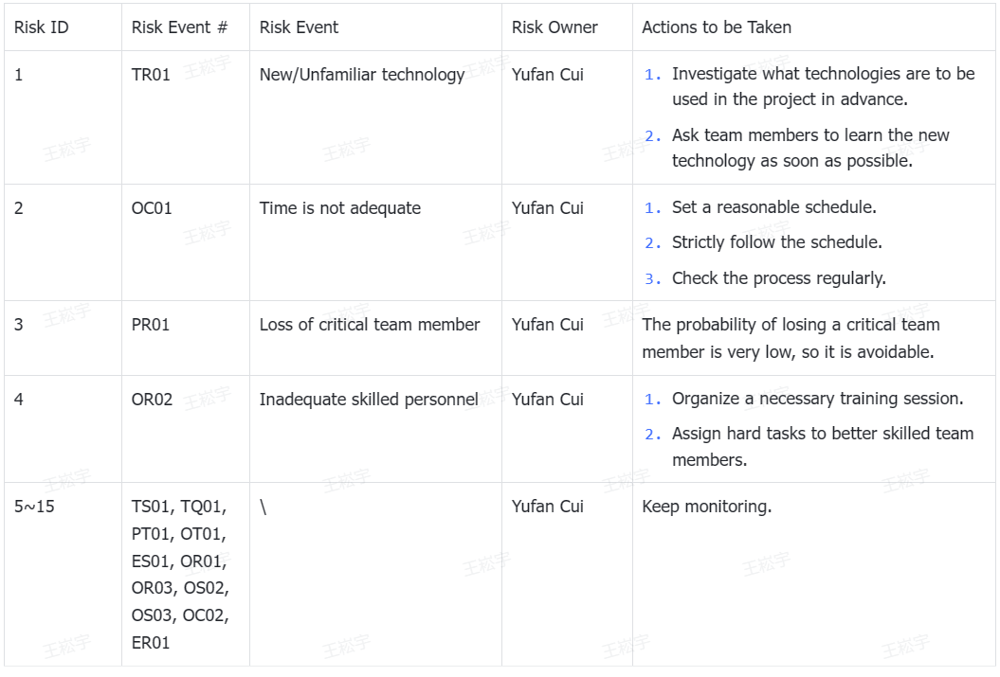 Risk ID Risk Event # Risk Event Risk Owner Actions to be Taken
1 TR01 New/Unfamiliar technology Yufan Cui 1. Investigate what technologies are to be
used in the project in advance.
2. Ask team members to learn the new
technology as soon as possible.
2 OC01 Time is not adequate Yufan Cui 1. Set a reasonable schedule.
2. Strictly follow the schedule.
3. Check the process regularly.
3 PR01 Loss of critical team member Yufan Cui The probability of losing a critical team
member is very low, so it is avoidable.
4 OR02 Inadequate skilled personnel Yufan Cui 1. Organize a necessary training session.
2. Assign hard tasks to better skilled team
members.
5~15 TS01, TQ01, \ Yufan Cui Keep monitoring.
PT01, OT01,
ES01, OR01,
OR03, OS02,
OS03, OC02,
ER01
王崧宇